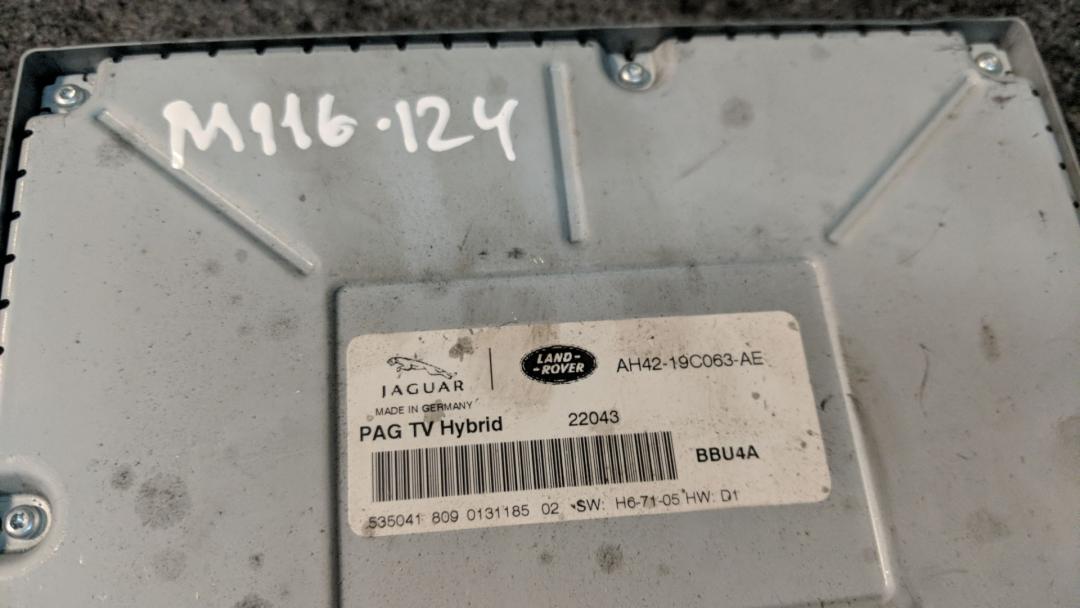 M116.124
JAGUAR
LAND-
-ROVER
AH42-19C063-AE
MADE IN GERMANY
PAG TV Hybrid 22043
BBU4A
535041 809 0131185 02 SW: H6-71-05 HW: D1